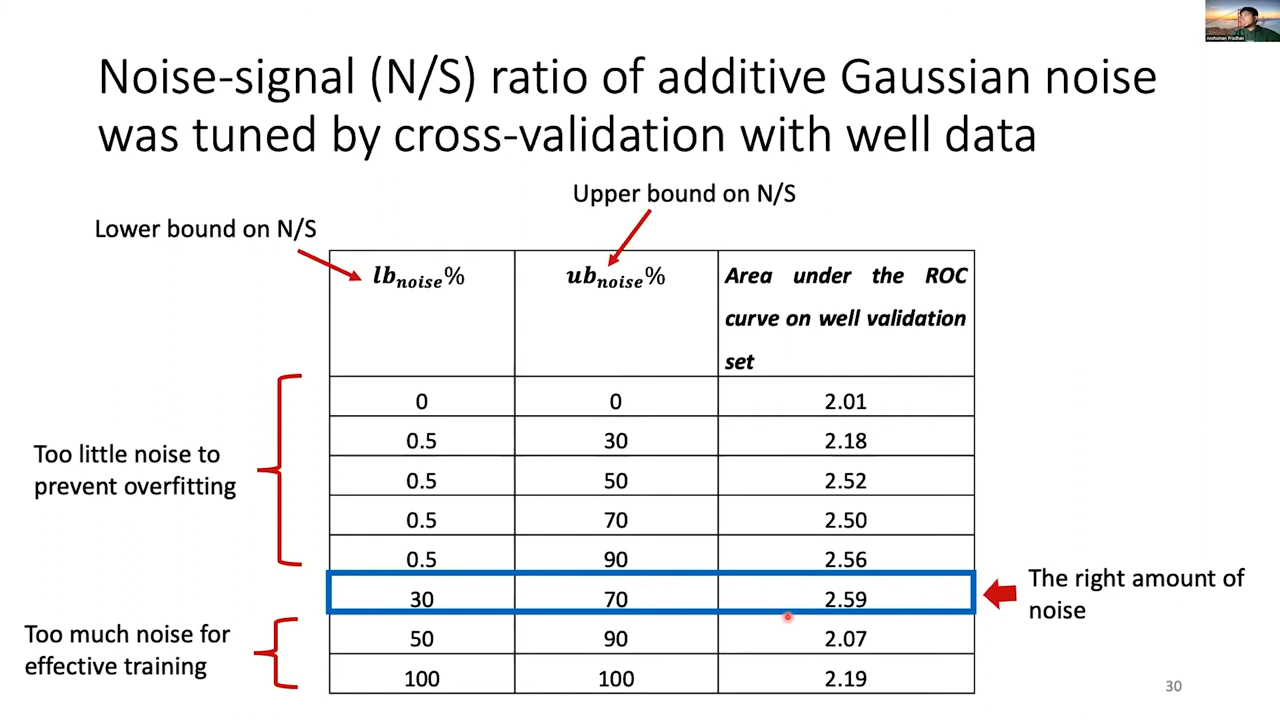 Anshuman Pradhan
Noise-signal (N/S) ratio of additive Gaussian noise
was tuned by cross-validation with well data
Upper bound on N/S
Lower bound on N/S
lb_noise% ub_noise% Area under the ROC
curve on well validation
set
0 0 2.01
0.5 30 2.18
0.5 50 2.52
0.5 70 2.50
0.5 90 2.56
30 70 2.59
50 90 2.07
100 100 2.19
Too little noise to
prevent overfitting
The right amount of
noise
Too much noise for
effective training
30